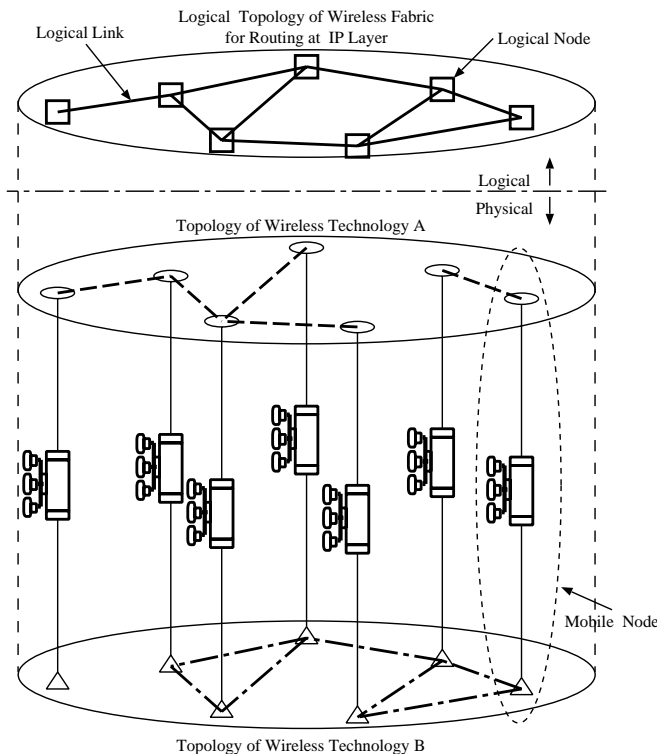 Logical Topology of Wireless Fabric
for Routing at IP Layer
Logical Link
Logical Node
Logical
Physical
Topology of Wireless Technology A
Mobile Node
Topology of Wireless Technology B